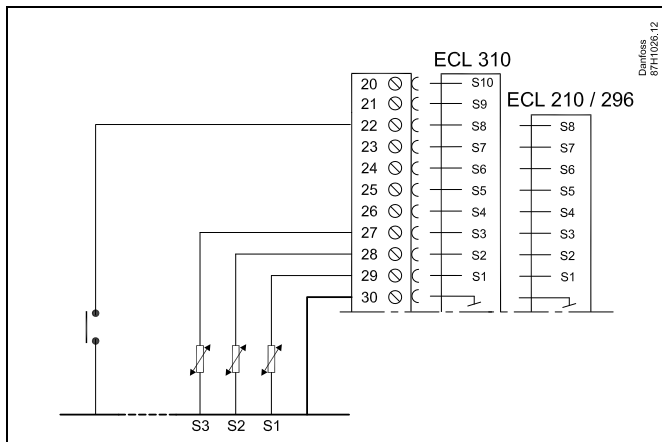 Danfoss
87H1026.12
ECL 310
ECL 210 / 296
20 S10
21 S9
22 S8 S8
23 S7 S7
24 S6 S6
25 S5 S5
26 S4 S4
27 S3 S3
28 S2 S2
29 S1 S1
30
S3 S2 S1